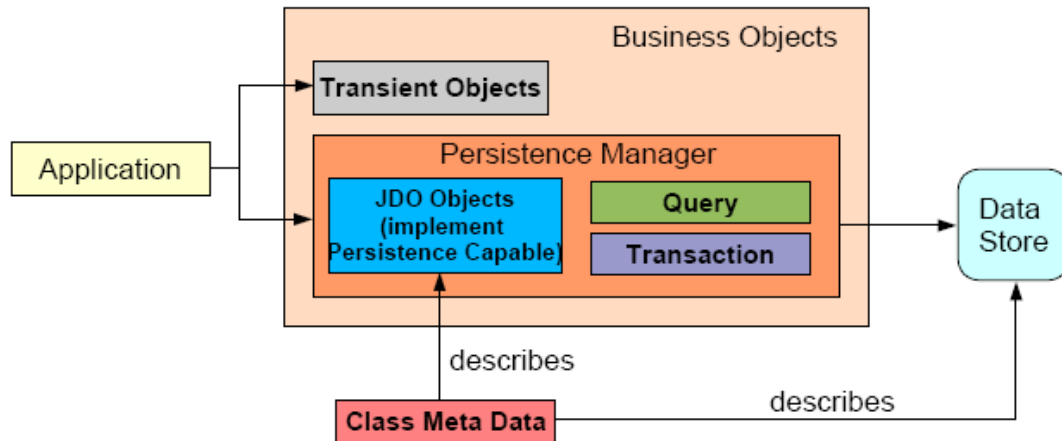 Business Objects
Transient Objects
Application
Persistence Manager
JDO Objects
(implement
Persistence Capable)
Query
Transaction
Data
Store
describes
describes
Class Meta Data